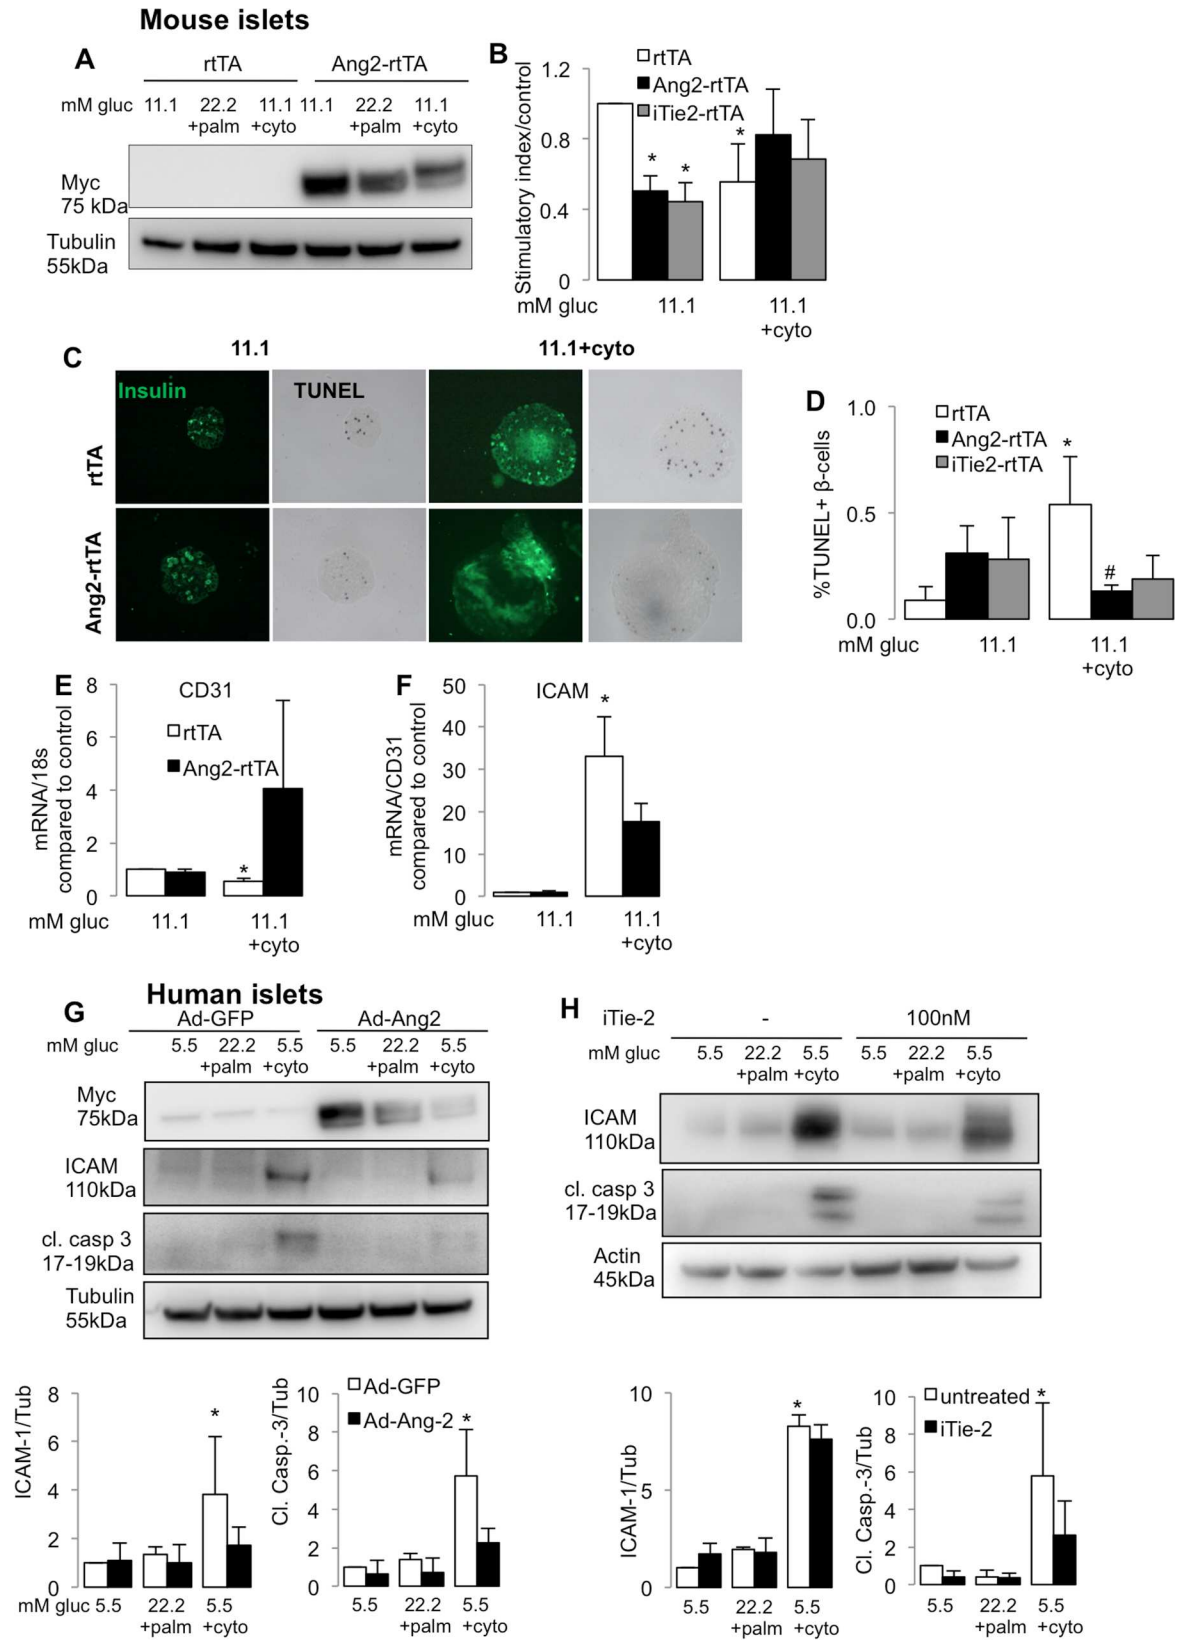 Mouse islets
A
rtTA Ang2-rtTA
mM gluc 11.1 22.2 11.1 11.1 22.2 11.1
+palm +cyto +palm +cyto
Myc
75 kDa
Tubulin
55kDa
B
rtTA
Ang2-rtTA
iTie2-rtTA
Stimulatory index/control
1.2
0.8
0.4
0
* * *
mM gluc 11.1 11.1
+cyto
C
11.1 11.1+cyto
Insulin TUNEL
rtTA
Ang2-rtTA
D
rtTA
Ang2-rtTA
iTie2-rtTA
%TUNEL+ β-cells
1.0
0.5
0.0
*
#
mM gluc 11.1 11.1
+cyto
E
CD31
rtTA
Ang2-rtTA
mRNA/18s
compared to control
8
6
4
2
0
*
mM gluc 11.1 11.1
+cyto
F
ICAM
mRNA/CD31
compared to control
50
40
30
20
10
0
*
mM gluc 11.1 11.1
+cyto
Human islets
G
Ad-GFP Ad-Ang2
mM gluc 5.5 22.2 5.5 5.5 22.2 5.5
+palm +cyto +palm +cyto
Myc
75kDa
ICAM
110kDa
cl. casp 3
17-19kDa
Tubulin
55kDa
H
iTie-2 - 100nM
mM gluc 5.5 22.2 5.5 5.5 22.2 5.5
+palm +cyto +palm +cyto
ICAM
110kDa
cl. casp 3
17-19kDa
Actin
45kDa
ICAM-1/Tub
8
6
4
2
0
*
mM gluc 5.5 22.2 5.5
+palm +cyto
Cl. Casp.-3/Tub
10
8
6
4
2
0
Ad-GFP
Ad-Ang-2
*
5.5 22.2 5.5
+palm +cyto
ICAM-1/Tub
10
5
0
*
5.5 22.2 5.5
+palm +cyto
Cl. Casp.-3/Tub
10
8
6
4
2
0
untreated
iTie-2
*
5.5 22.2 5.5
+palm +cyto